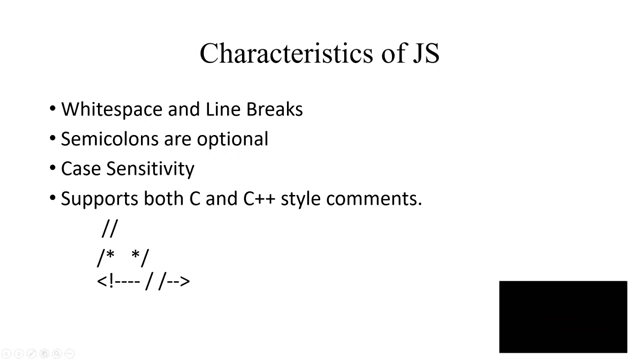 Characteristics of JS
• Whitespace and Line Breaks
• Semicolons are optional
• Case Sensitivity
• Supports both C and C++ style comments.
//
/* */
<!---- / /-->